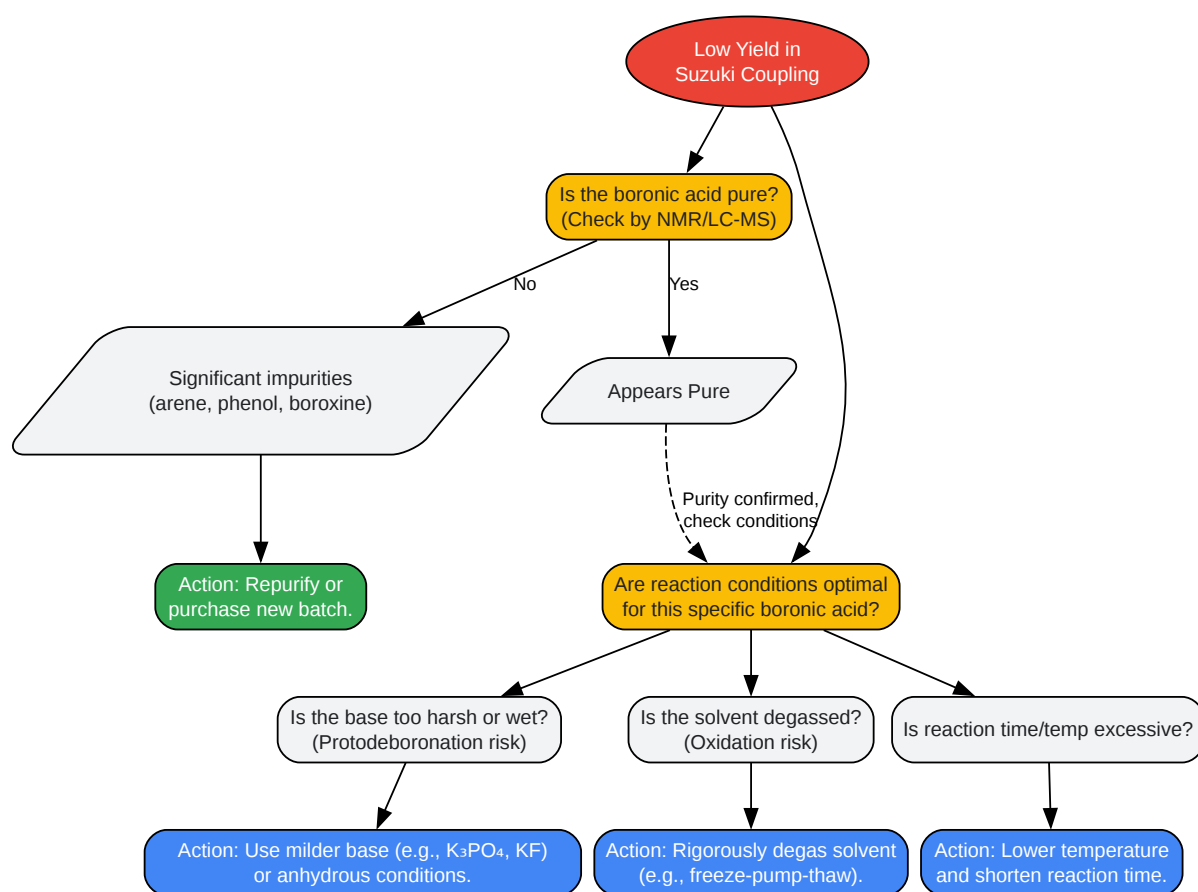 Low Yield in
Suzuki Coupling
Is the boronic acid pure?
(Check by NMR/LC-MS)
No
Yes
Significant impurities
(arene, phenol, boroxine)
Appears Pure
Purity confirmed,
check conditions
Action: Repurify or
purchase new batch.
Are reaction conditions optimal
for this specific boronic acid?
Is the base too harsh or wet?
(Protodeboronation risk)
Is the solvent degassed?
(Oxidation risk)
Is reaction time/temp excessive?
Action: Use milder base (e.g., K₃PO₄, KF)
or anhydrous conditions.
Action: Rigorously degas solvent
(e.g., freeze-pump-thaw).
Action: Lower temperature
and shorten reaction time.